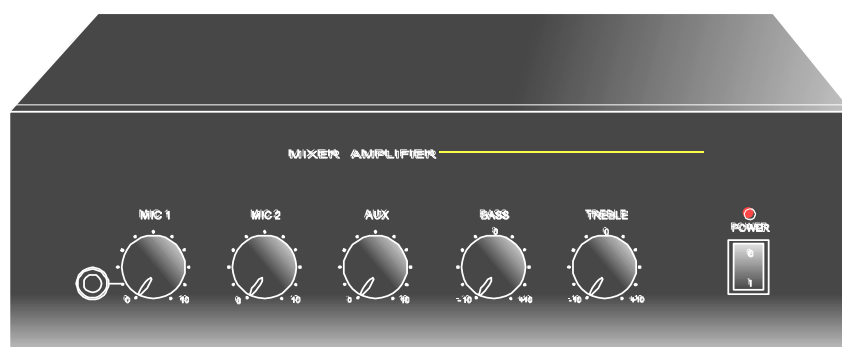 MIXER AMPLIFIER
MIC 1 MIC 2 AUX BASS TREBLE POWER
0 0
0 10 0 10 0 10 -10 +10 -10 +10
0
1